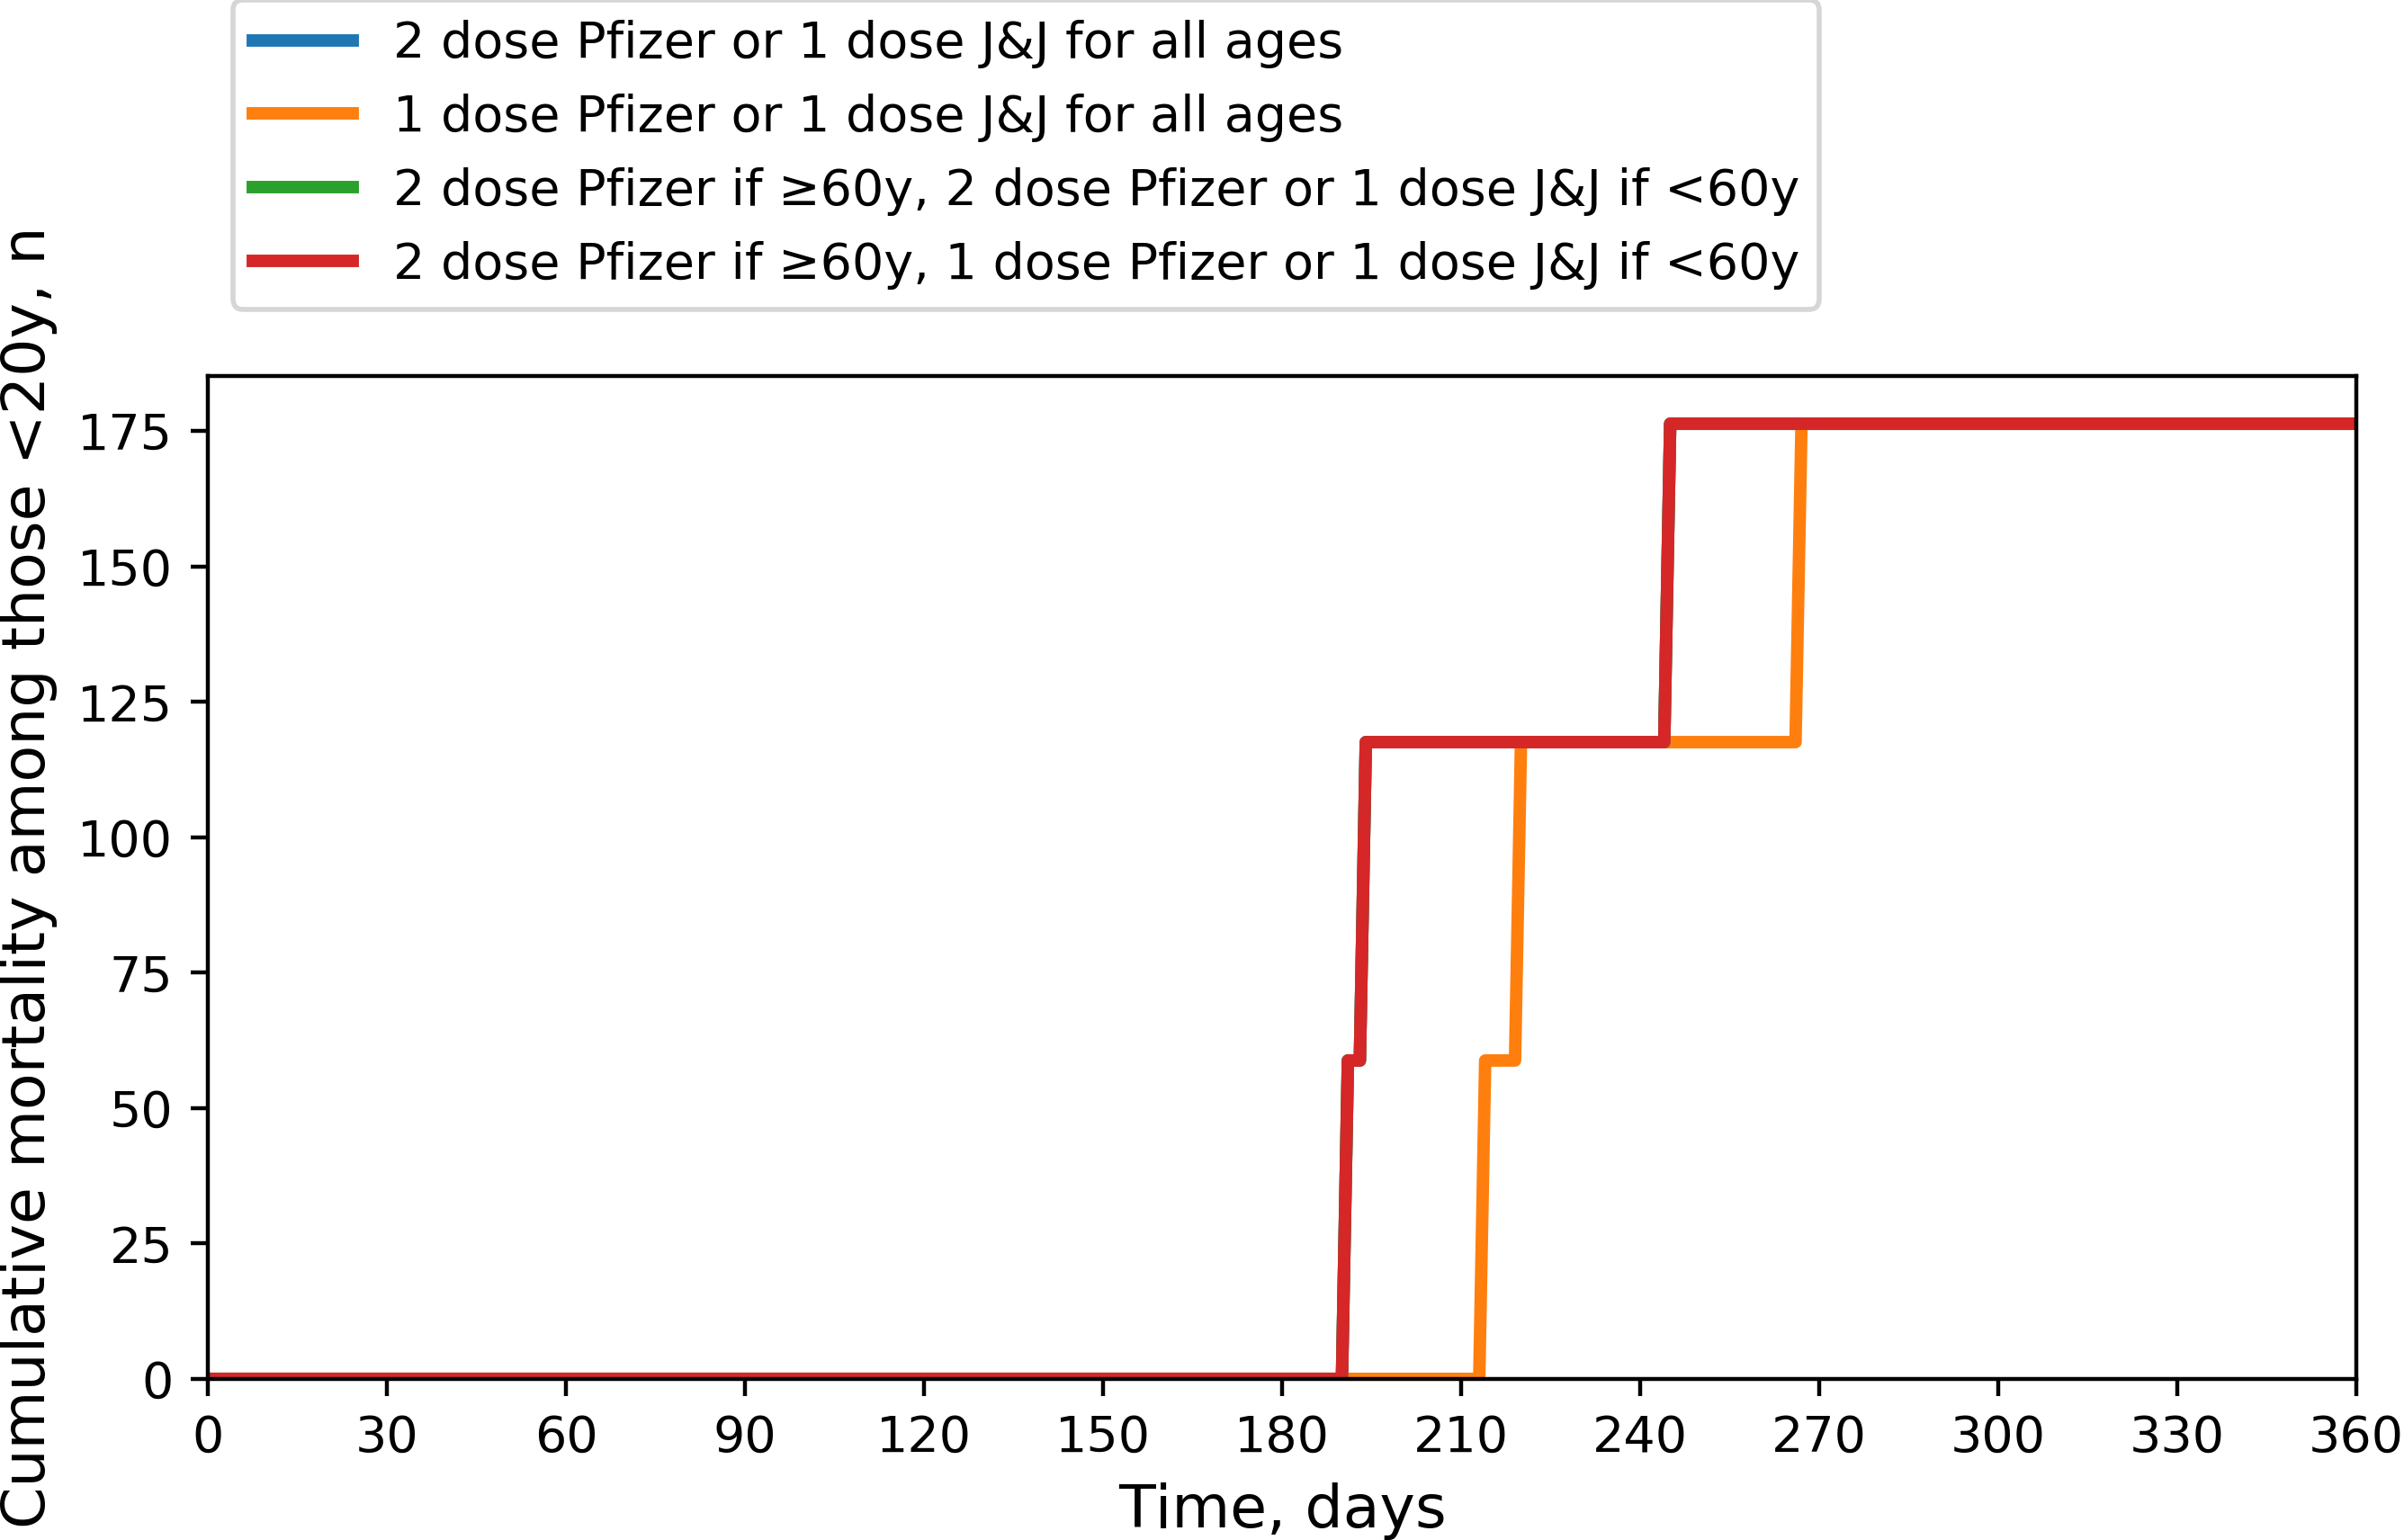 2 dose Pfizer or 1 dose J&J for all ages
1 dose Pfizer or 1 dose J&J for all ages
2 dose Pfizer if ≥60y, 2 dose Pfizer or 1 dose J&J if <60y
2 dose Pfizer if ≥60y, 1 dose Pfizer or 1 dose J&J if <60y
Cumulative mortality among those <20y, n
175
150
125
100
75
50
25
0
0 30 60 90 120 150 180 210 240 270 300 330 360
Time, days